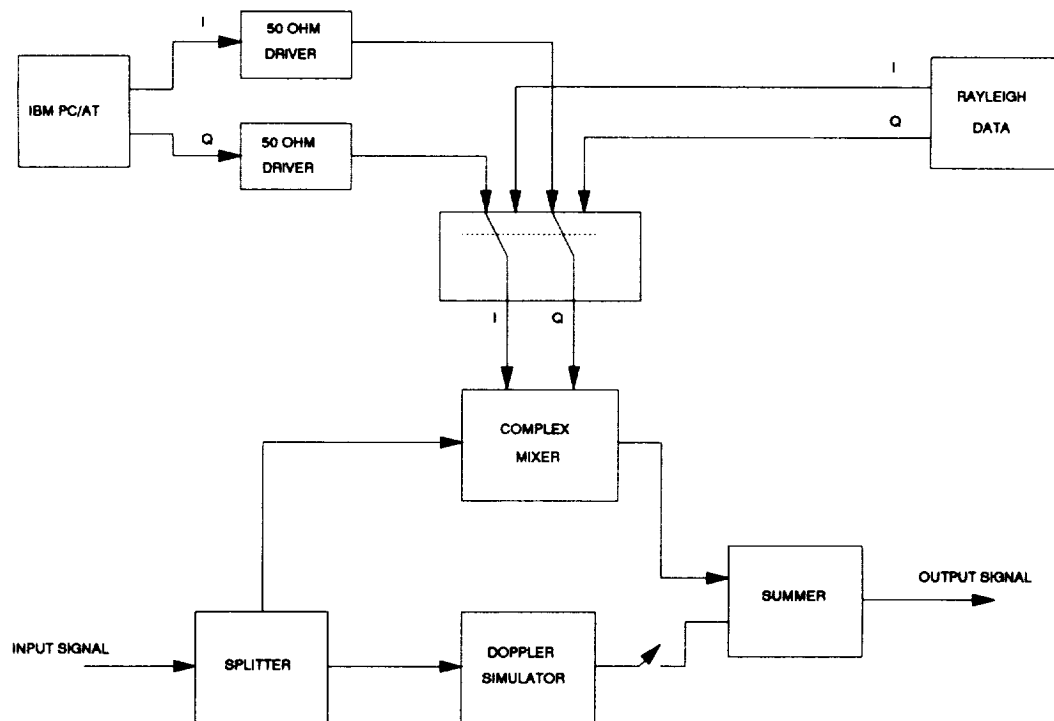 I
50 OHM
DRIVER
IBM PC/AT
Q
50 OHM
DRIVER
I
Q
RAYLEIGH
DATA
I
Q
COMPLEX
MIXER
INPUT SIGNAL
SPLITTER
DOPPLER
SIMULATOR
SUMMER
OUTPUT SIGNAL